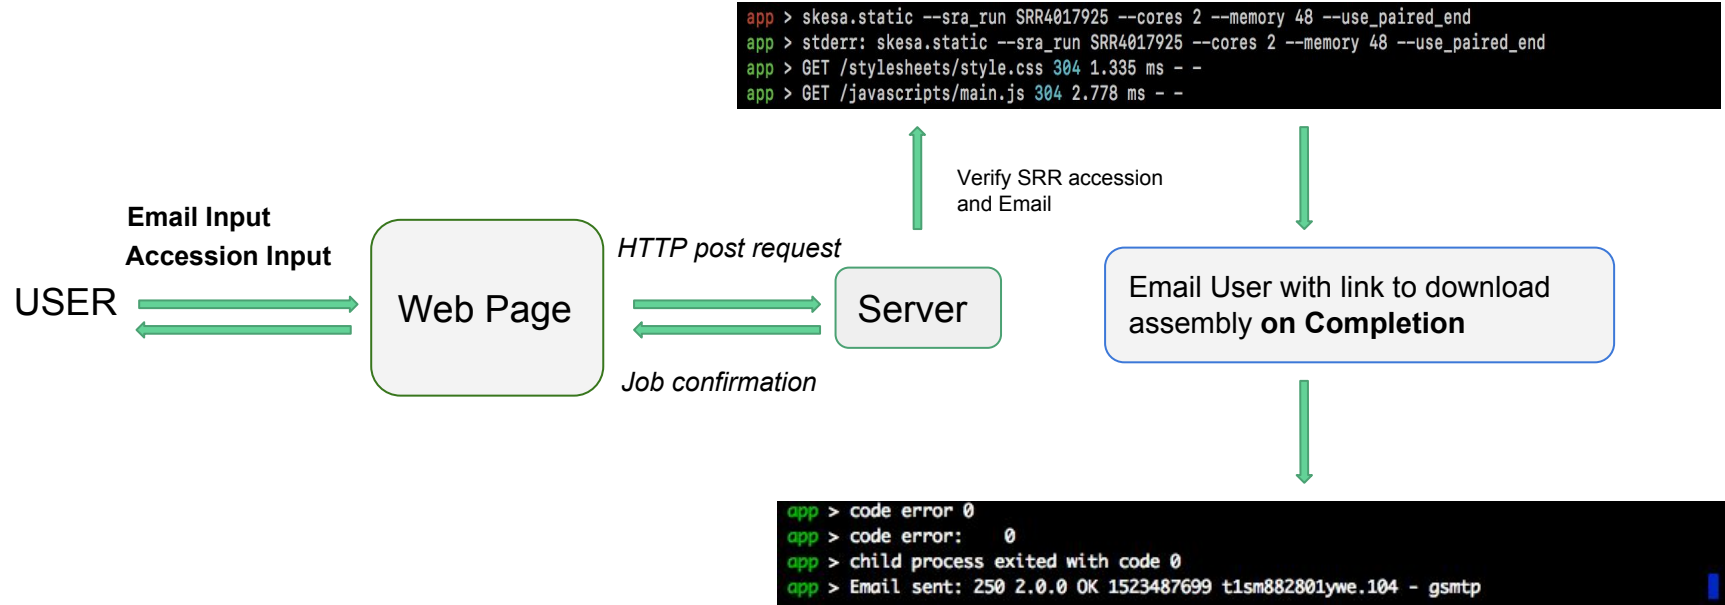 app > skesa.static --sra_run SRR4017925 --cores 2 --memory 48 --use_paired_end
app > stderr: skesa.static --sra_run SRR4017925 --cores 2 --memory 48 --use_paired_end
app > GET /stylesheets/style.css 304 1.335 ms - -
app > GET /javascripts/main.js 304 2.778 ms - -
Verify SRR accession
and Email
Email Input
Accession Input
USER
Web Page
HTTP post request
Job confirmation
Server
Email User with link to download
assembly on Completion
app > code error 0
app > code error: 0
app > child process exited with code 0
app > Email sent: 250 2.0.0 OK 1523487699 t1sm882801ywe.104 - gsmtp